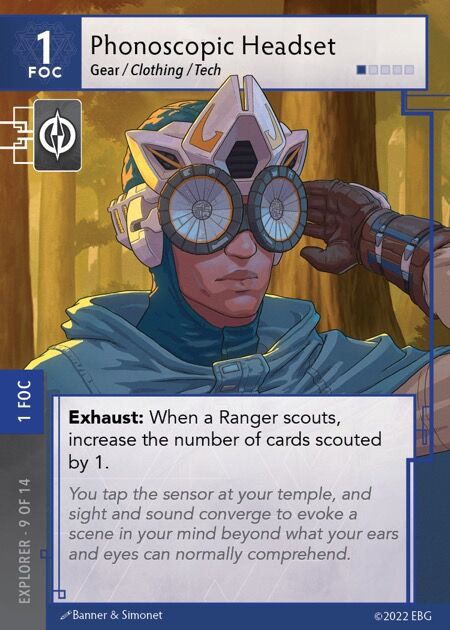 1
FOC
Phonoscopic Headset
Gear / Clothing / Tech
1 FOC
EXPLORER - 9 OF 14
Exhaust: When a Ranger scouts,
increase the number of cards scouted
by 1.
You tap the sensor at your temple, and
sight and sound converge to evoke a
scene in your mind beyond what your ears
and eyes can normally comprehend.
Banner & Simonet
©2022 EBG